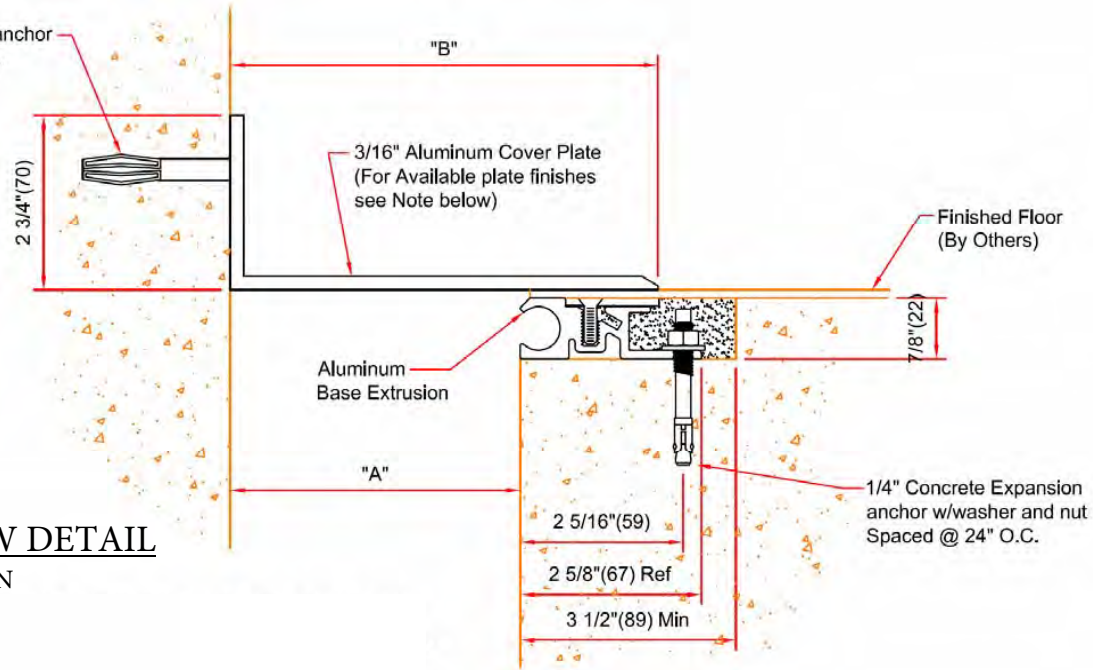 anchor
"B"
2 3/4"(70)
3/16" Aluminum Cover Plate
(For Available plate finishes
see Note below)
Finished Floor
(By Others)
7/8"(22)
Aluminum
Base Extrusion
"A"
2 5/16"(59)
2 5/8"(67) Ref
3 1/2"(89) Min
1/4" Concrete Expansion
anchor w/washer and nut
Spaced @ 24" O.C.
W DETAIL
N